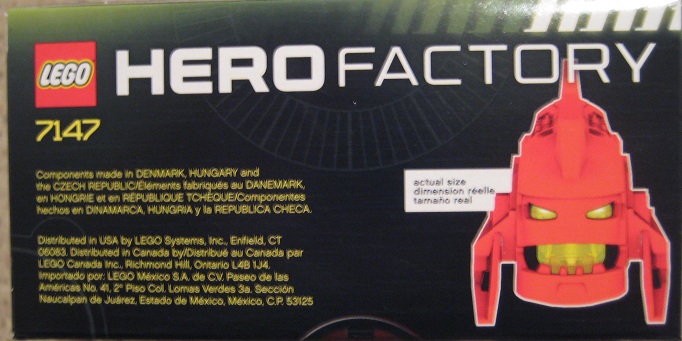 LEGO HERO FACTORY
7147
Components made in DENMARK, HUNGARY and
the CZECH REPUBLIC/Éléments fabriqués au DANEMARK,
en HONGRIE et en RÉPUBLIQUE TCHÈQUE/Componentes
hechos en DINAMARCA, HUNGRIA y la REPUBLICA CHECA.
actual size
dimension réelle
tamaño real
Distributed in USA by LEGO Systems, Inc., Enfield, CT
06083. Distributed in Canada by/Distribué au Canada par
LEGO Canada Inc., Richmond Hill, Ontario L4B 1J4.
Importado por: LEGO México S.A. de C.V. Paseo de las
Américas No. 41, 2° Piso Col. Lomas Verdes 3a. Sección
Naucalpan de Juárez, Estado de México, México, C.P. 53125